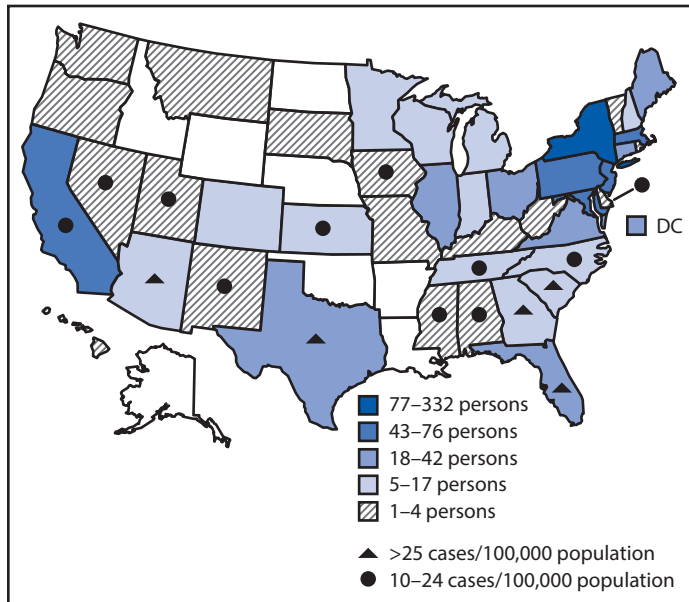 DC
77–332 persons
43–76 persons
18–42 persons
5–17 persons
1–4 persons
>25 cases/100,000 population
10–24 cases/100,000 population